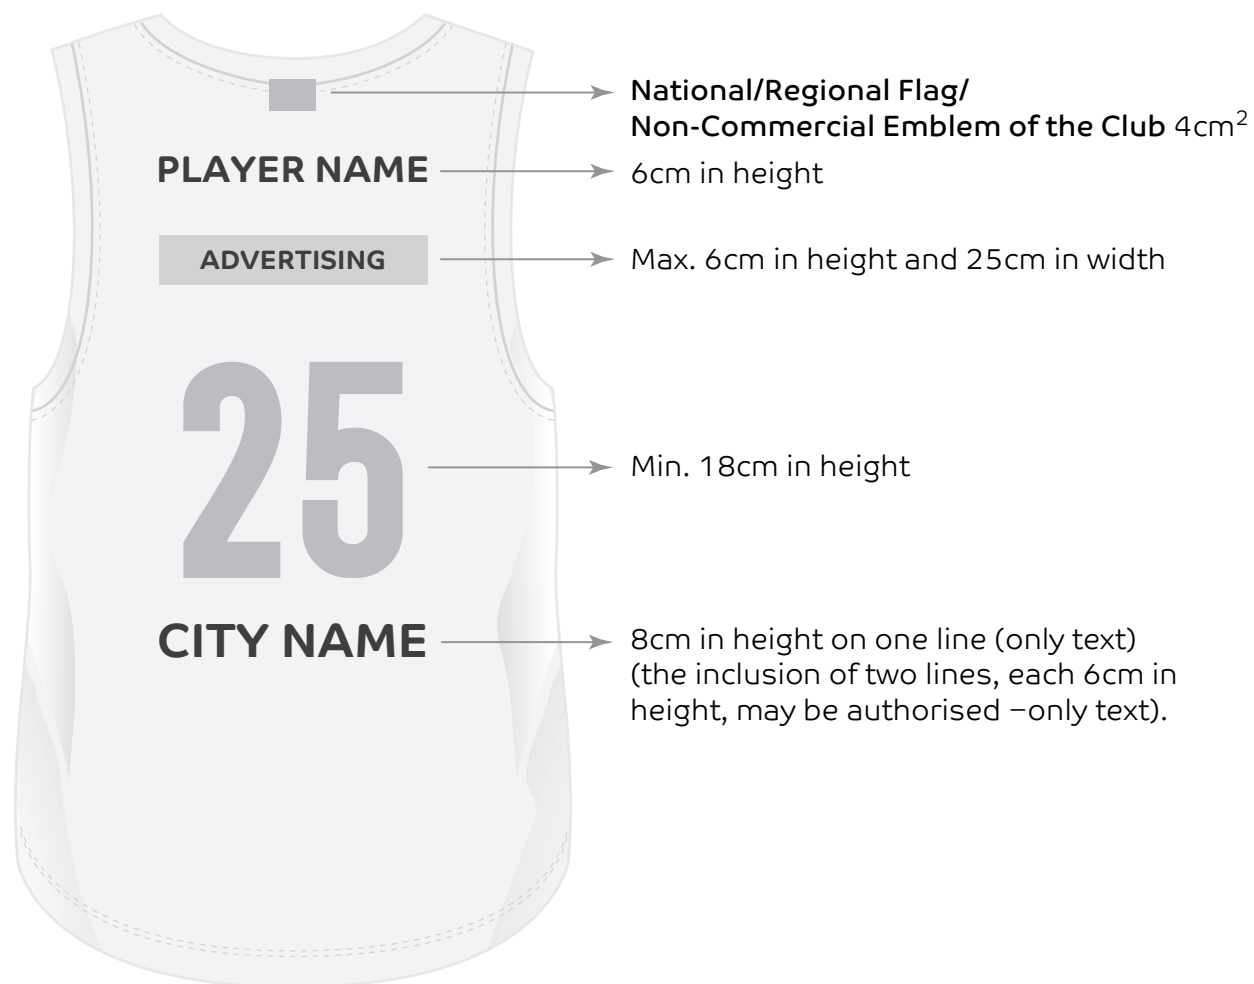 National/Regional Flag/
Non-Commercial Emblem of the Club 4cm²
PLAYER NAME
6cm in height
ADVERTISING
Max. 6cm in height and 25cm in width
25
Min. 18cm in height
CITY NAME
8cm in height on one line (only text)
(the inclusion of two lines, each 6cm in
height, may be authorised –only text).